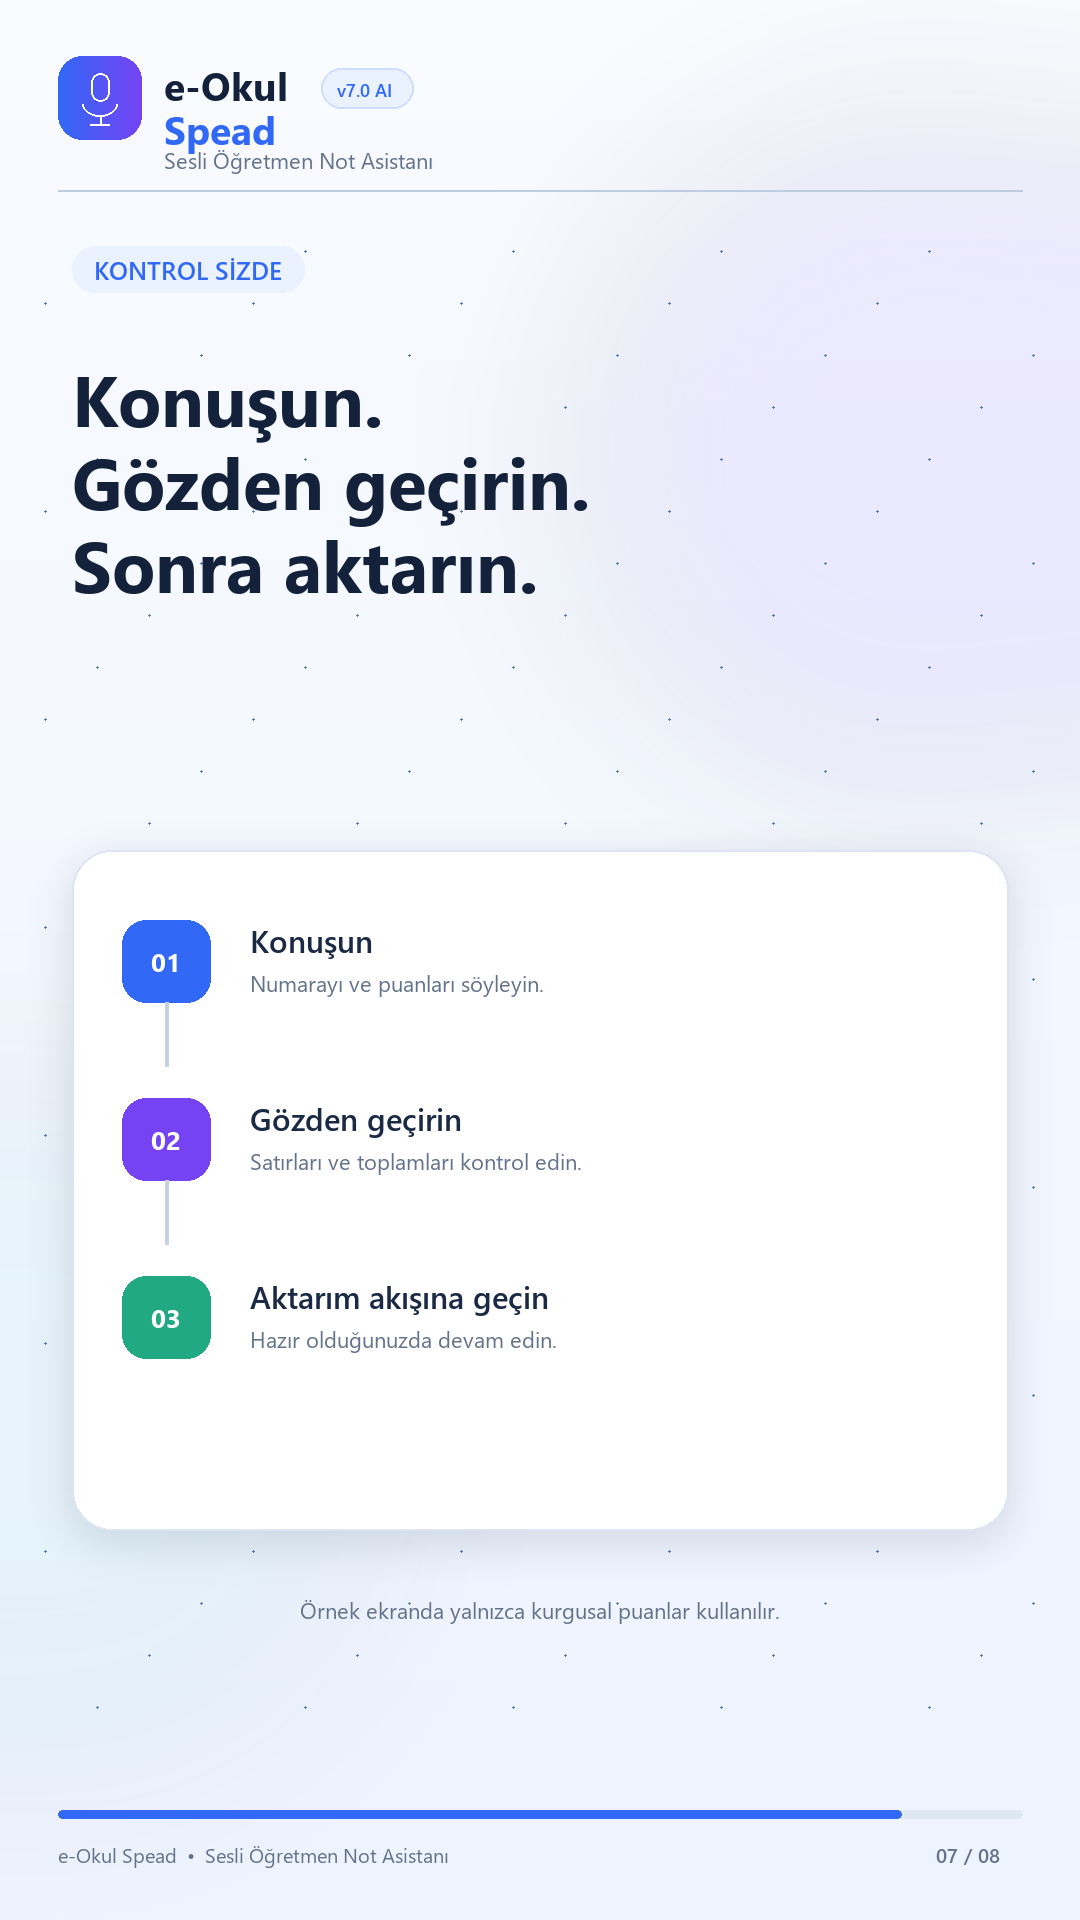 e-Okul
v7.0 AI
Spead
Sesli Öğretmen Not Asistanı
KONTROL SİZDE
Konuşun.
Gözden geçirin.
Sonra aktarın.
01
Konuşun
Numarayı ve puanları söyleyin.
02
Gözden geçirin
Satırları ve toplamları kontrol edin.
03
Aktarım akışına geçin
Hazır olduğunuzda devam edin.
Örnek ekranda yalnızca kurgusal puanlar kullanılır.
e-Okul Spead • Sesli Öğretmen Not Asistanı
07 / 08